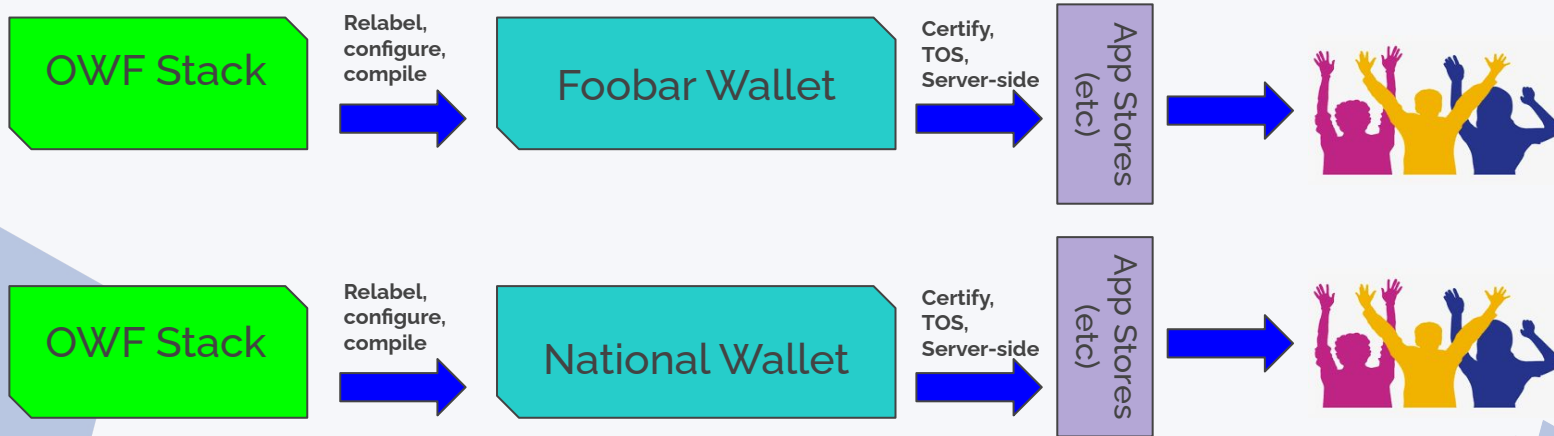 OWF Stack
Relabel,
configure,
compile
Foobar Wallet
Certify,
TOS,
Server-side
App Stores
(etc)
OWF Stack
Relabel,
configure,
compile
National Wallet
Certify,
TOS,
Server-side
App Stores
(etc)